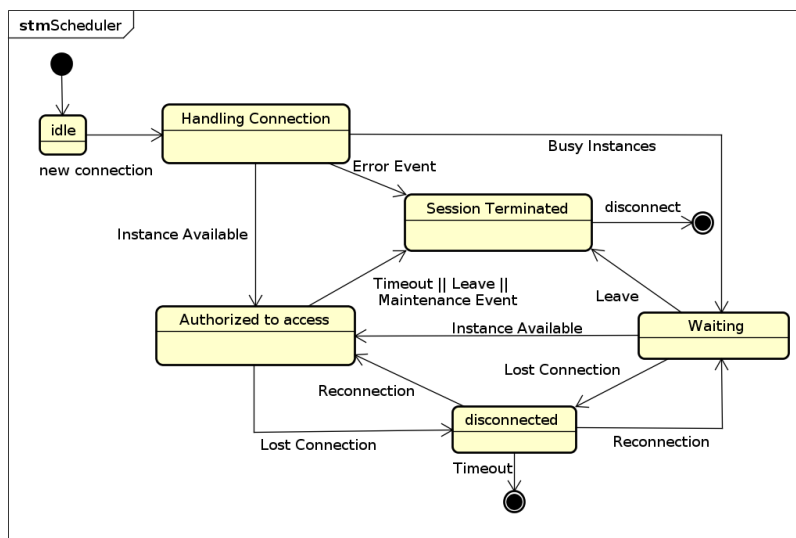 stmScheduler
idle
Handling Connection
new connection
Busy Instances
Error Event
Session Terminated
disconnect
Instance Available
Timeout || Leave ||
Maintenance Event
Leave
Authorized to access
Instance Available
Waiting
Lost Connection
Reconnection
disconnected
Lost Connection
Reconnection
Timeout